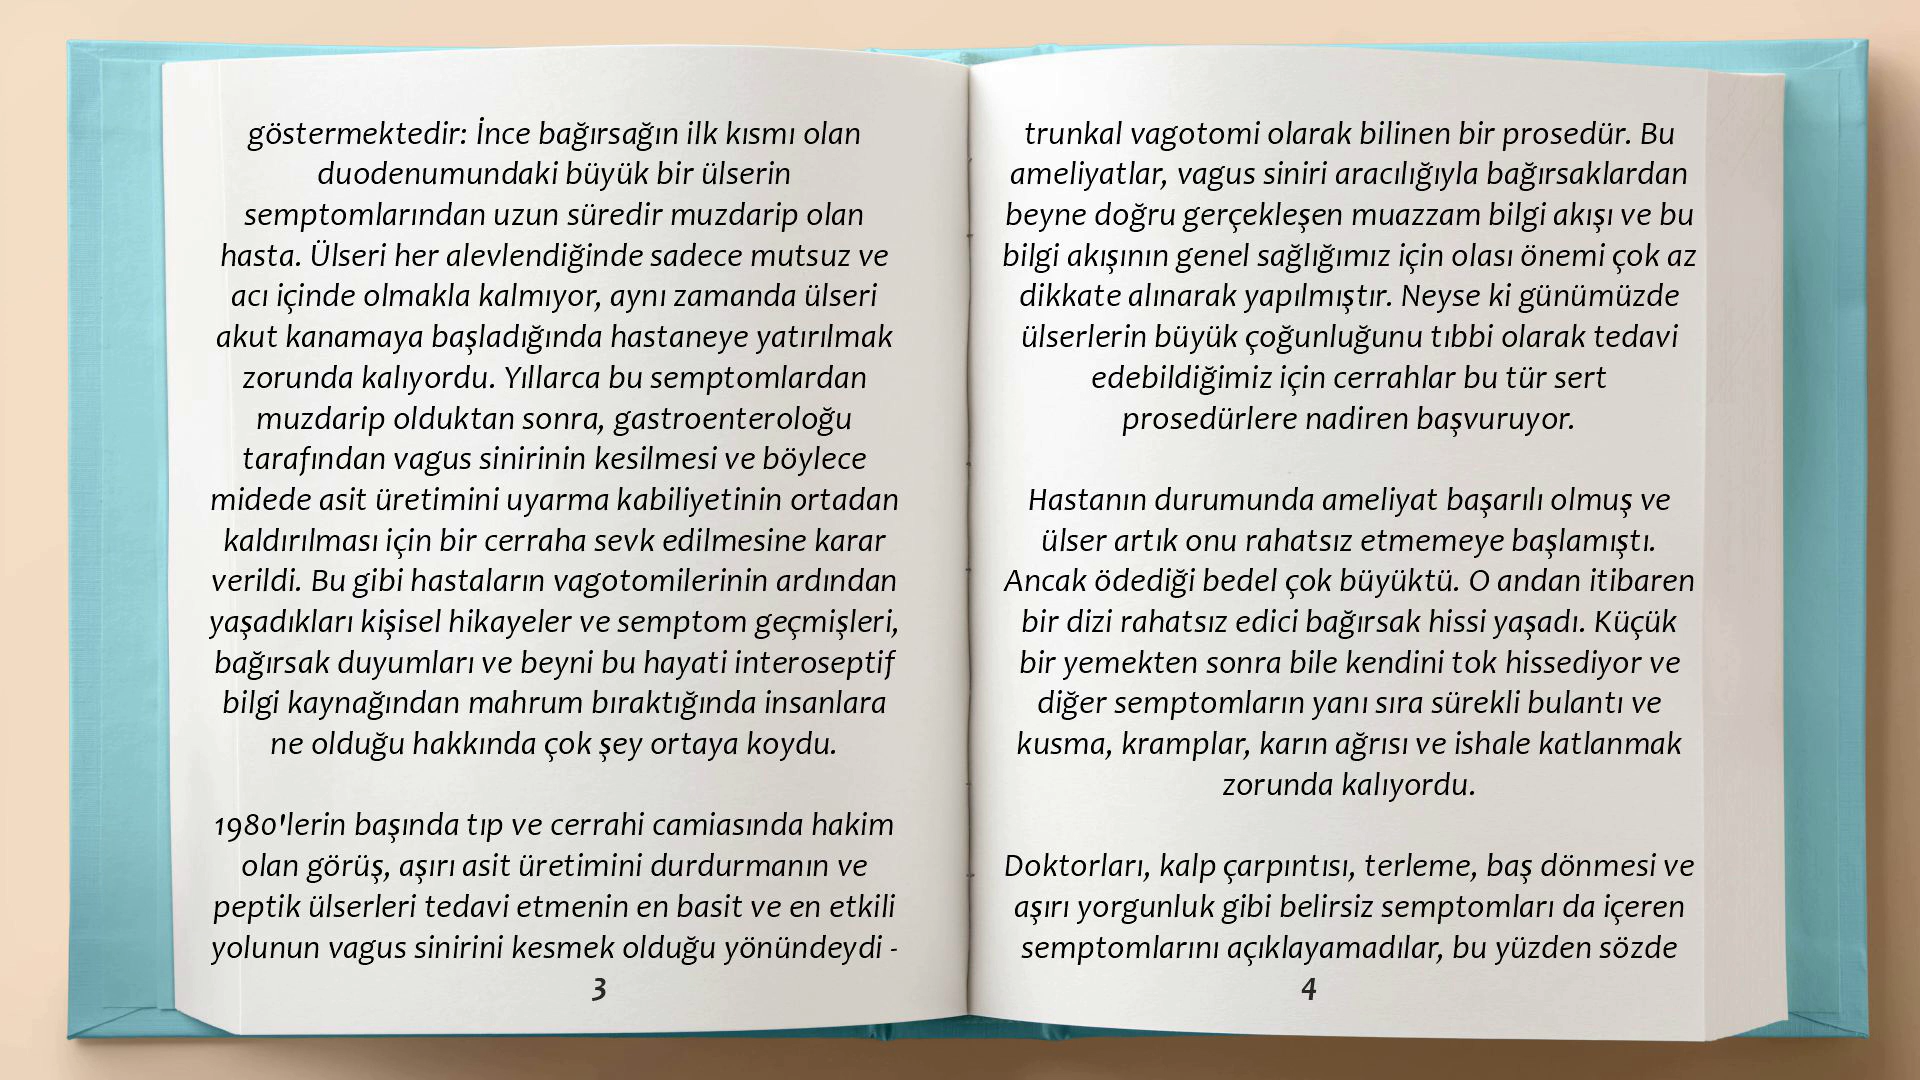 göstermektedir: İnce bağırsağın ilk kısmı olan
duodenumundaki büyük bir ülserin
semptomlarından uzun süredir muzdarip olan
hasta. Ülseri her alevlendiğinde sadece mutsuz ve
acı içinde olmakla kalmıyor, aynı zamanda ülseri
akut kanamaya başladığında hastaneye yatırılmak
zorunda kalıyordu. Yıllarca bu semptomlardan
muzdarip olduktan sonra, gastroenteroloğu
tarafından vagus sinirinin kesilmesi ve böylece
midede asit üretimini uyarma kabiliyetinin ortadan
kaldırılması için bir cerraha sevk edilmesine karar
verildi. Bu gibi hastaların vagotomilerinin ardından
yaşadıkları kişisel hikayeler ve semptom geçmişleri,
bağırsak duyumları ve beyni bu hayati interoseptif
bilgi kaynağından mahrum bıraktığında insanlara
ne olduğu hakkında çok şey ortaya koydu.
1980'lerin başında tıp ve cerrahi camiasında hakim
olan görüş, aşırı asit üretimini durdurmanın ve
peptik ülserleri tedavi etmenin en basit ve en etkili
yolunun vagus sinirini kesmek olduğu yönündeydi -
3
trunkal vagotomi olarak bilinen bir prosedür. Bu
ameliyatlar, vagus siniri aracılığıyla bağırsaklardan
beyne doğru gerçekleşen muazzam bilgi akışı ve bu
bilgi akışının genel sağlığımız için olası önemi çok az
dikkate alınarak yapılmıştır. Neyse ki günümüzde
ülserlerin büyük çoğunluğunu tıbbi olarak tedavi
edebildiğimiz için cerrahlar bu tür sert
prosedürlere nadiren başvuruyor.
Hastanın durumunda ameliyat başarılı olmuş ve
ülser artık onu rahatsız etmemeye başlamıştı.
Ancak ödediği bedel çok büyüktü. O andan itibaren
bir dizi rahatsız edici bağırsak hissi yaşadı. Küçük
bir yemekten sonra bile kendini tok hissediyor ve
diğer semptomların yanı sıra sürekli bulantı ve
kusma, kramplar, karın ağrısı ve ishale katlanmak
zorunda kalıyordu.
Doktorları, kalp çarpıntısı, terleme, baş dönmesi ve
aşırı yorgunluk gibi belirsiz semptomları da içeren
semptomlarını açıklayamadılar, bu yüzden sözde
4